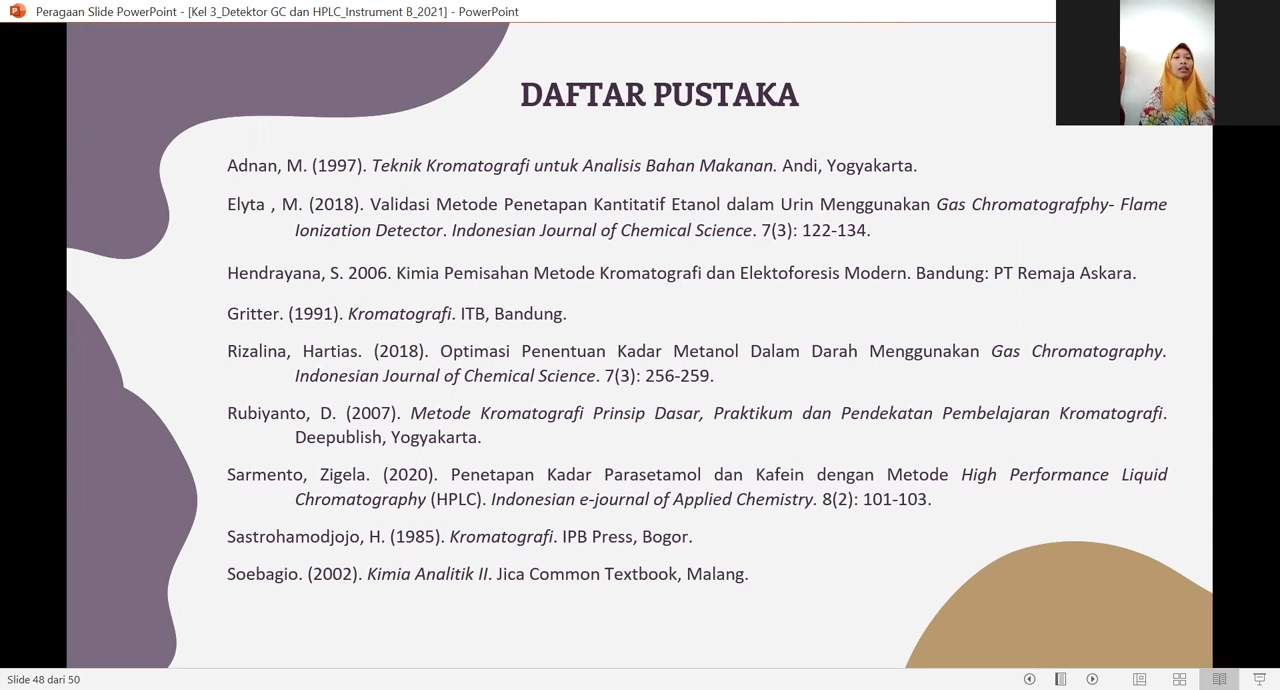 Peragaan Slide PowerPoint - [Kel 3_Detektor GC dan HPLC_Instrument B_2021] - PowerPoint
DAFTAR PUSTAKA
Adnan, M. (1997). Teknik Kromatografi untuk Analisis Bahan Makanan. Andi, Yogyakarta.
Elyta , M. (2018). Validasi Metode Penetapan Kantitatif Etanol dalam Urin Menggunakan Gas Chromatografphy- Flame
Ionization Detector. Indonesian Journal of Chemical Science. 7(3): 122-134.
Hendrayana, S. 2006. Kimia Pemisahan Metode Kromatografi dan Elektoforesis Modern. Bandung: PT Remaja Askara.
Gritter. (1991). Kromatografi. ITB, Bandung.
Rizalina, Hartias. (2018). Optimasi Penentuan Kadar Metanol Dalam Darah Menggunakan Gas Chromatography.
Indonesian Journal of Chemical Science. 7(3): 256-259.
Rubiyanto, D. (2007). Metode Kromatografi Prinsip Dasar, Praktikum dan Pendekatan Pembelajaran Kromatografi.
Deepublish, Yogyakarta.
Sarmento, Zigela. (2020). Penetapan Kadar Parasetamol dan Kafein dengan Metode High Performance Liquid
Chromatography (HPLC). Indonesian e-journal of Applied Chemistry. 8(2): 101-103.
Sastrohamodjojo, H. (1985). Kromatografi. IPB Press, Bogor.
Soebagio. (2002). Kimia Analitik II. Jica Common Textbook, Malang.
Slide 48 dari 50